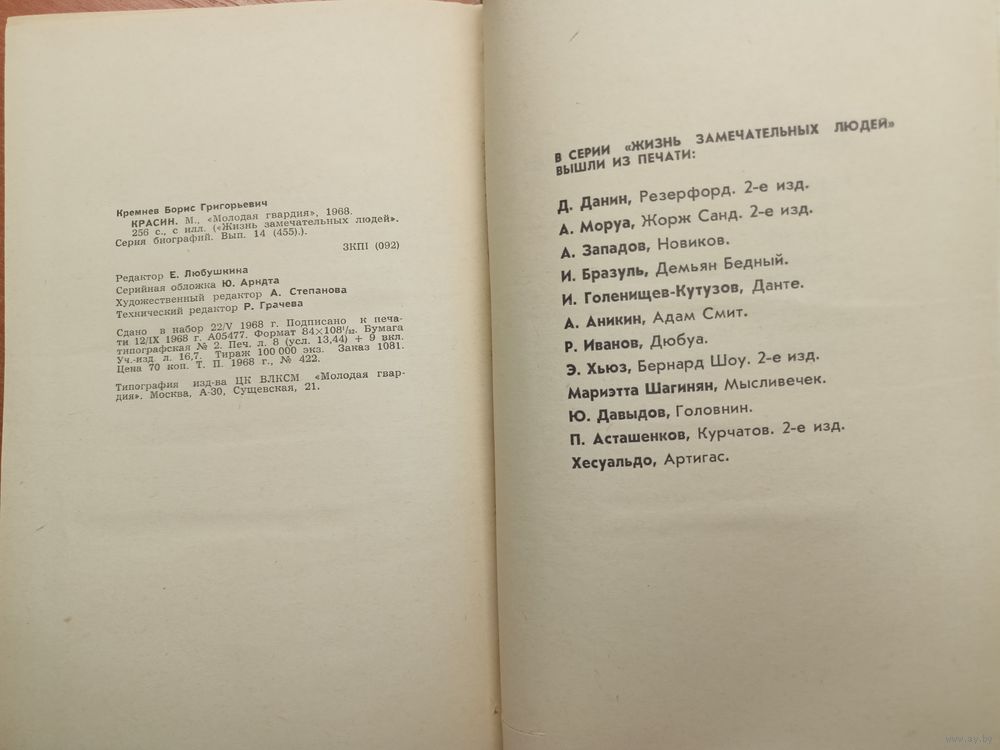 Кремнев Борис Григорьевич
КРАСИН. М., «Молодая гвардия», 1968.
256 с., с илл. («Жизнь замечательных людей».
Серия биографий. Вып. 14 (455).).
ЗКПІ (092)
Редактор Е. Любушкина
Серийная обложка Ю. Арндта
Художественный редактор А. Степанова
Технический редактор Р. Грачева
Сдано в набор 22/V 1968 г. Подписано к печа-
ти 12/IX 1968 г. А05477. Формат 84×108¹/₃₂. Бумага
типографская № 2. Печ. л. 8 (усл. 13,44) + 9 вкл.
Уч.-изд. л. 16,7. Тираж 100 000 экз. Заказ 1081.
Цена 70 коп. Т. П. 1968 г., № 422.
Типография изд-ва ЦК ВЛКСМ «Молодая гвар-
дия». Москва, А-30, Сущевская, 21.
В СЕРИИ «ЖИЗНЬ ЗАМЕЧАТЕЛЬНЫХ ЛЮДЕЙ»
ВЫШЛИ ИЗ ПЕЧАТИ:
Д. Данин, Резерфорд. 2-е изд.
А. Моруа, Жорж Санд. 2-е изд.
А. Западов, Новиков.
И. Бразуль, Демьян Бедный.
И. Голенищев-Кутузов, Данте.
А. Аникин, Адам Смит.
Р. Иванов, Дюбуа.
Э. Хьюз, Бернард Шоу. 2-е изд.
Мариэтта Шагинян, Мысливечек.
Ю. Давыдов, Головнин.
П. Асташенков, Курчатов. 2-е изд.
Хесуальдо, Артигас.
www.ay.by